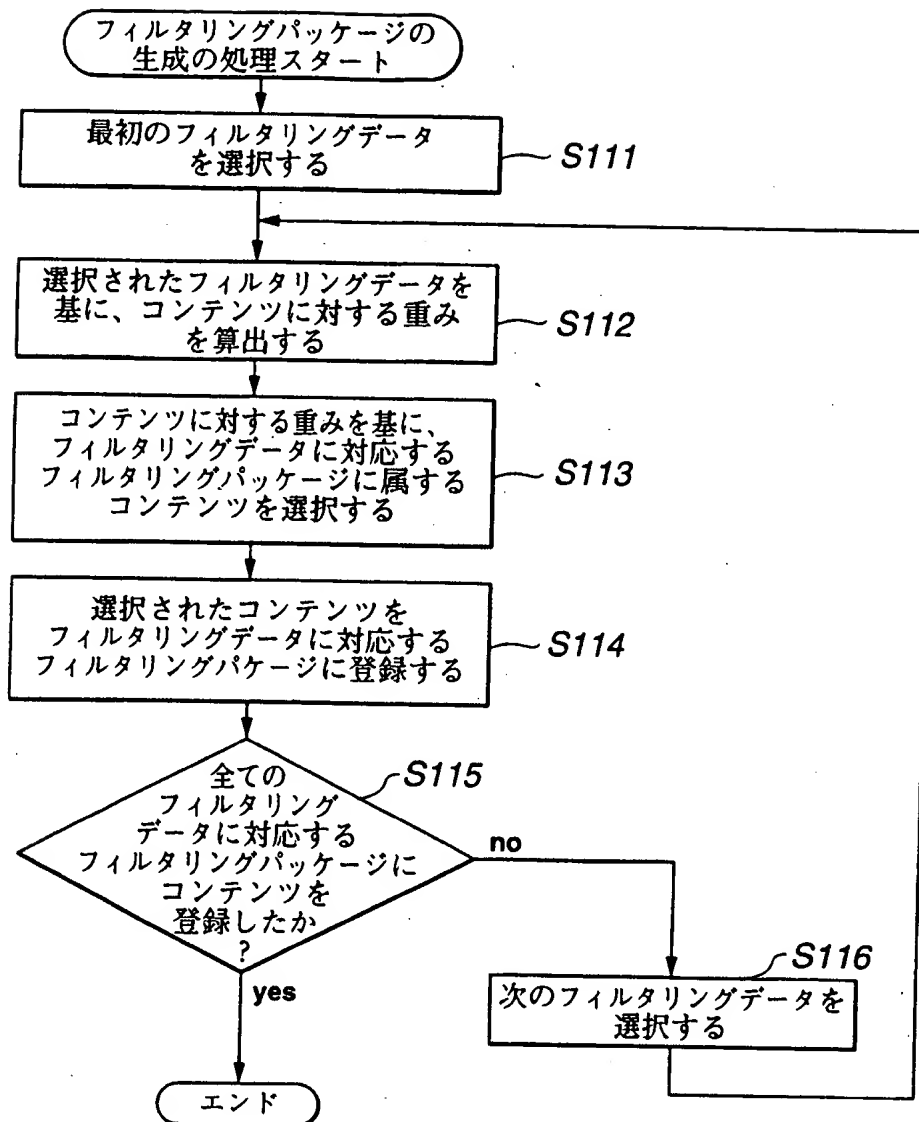 フィルタリングパッケージの
生成の処理スタート
最初のフィルタリングデータ
を選択する
S111
選択されたフィルタリングデータを
基に、コンテンツに対する重み
を算出する
S112
コンテンツに対する重みを基に、
フィルタリングデータに対応する
フィルタリングパッケージに属する
コンテンツを選択する
S113
選択されたコンテンツを
フィルタリングデータに対応する
フィルタリングパケージに登録する
S114
全ての
フィルタリング
データに対応する
フィルタリングパッケージに
コンテンツを
登録したか
?
S115
no
yes
S116
次のフィルタリングデータを
選択する
エンド